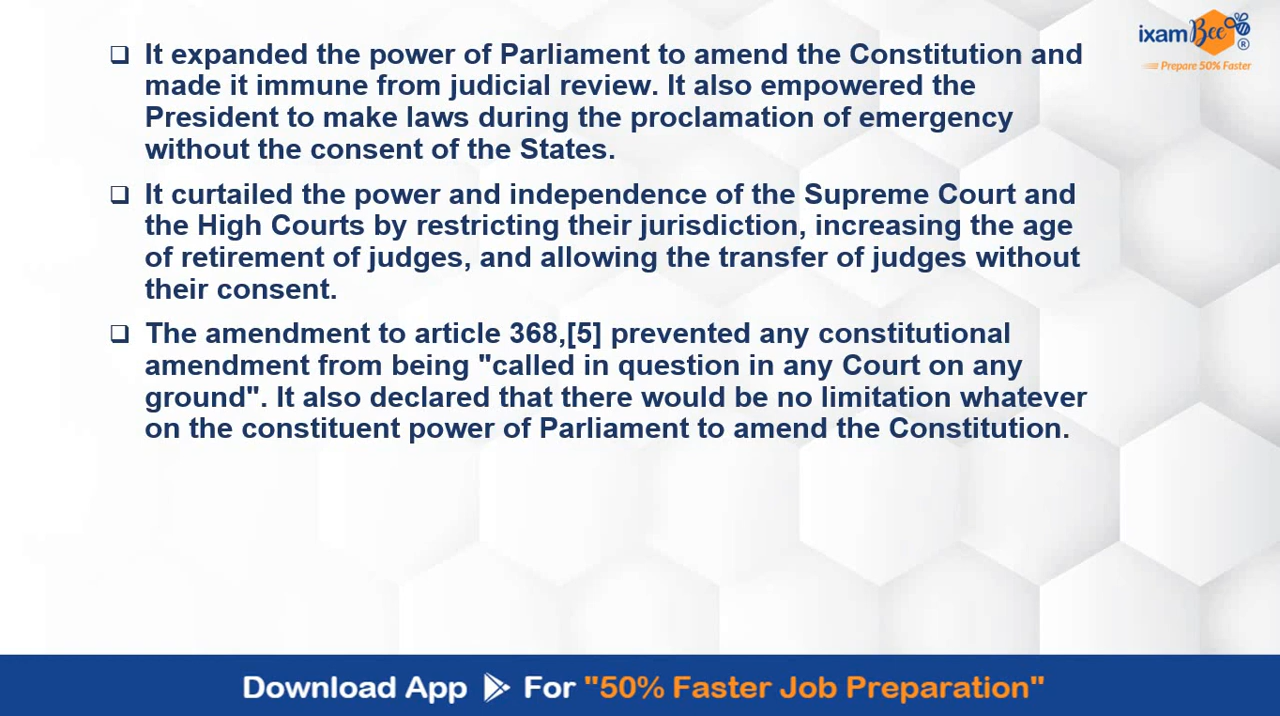 ixamBee®
Prepare 50% Faster
❑ It expanded the power of Parliament to amend the Constitution and
made it immune from judicial review. It also empowered the
President to make laws during the proclamation of emergency
without the consent of the States.
❑ It curtailed the power and independence of the Supreme Court and
the High Courts by restricting their jurisdiction, increasing the age
of retirement of judges, and allowing the transfer of judges without
their consent.
❑ The amendment to article 368,[5] prevented any constitutional
amendment from being "called in question in any Court on any
ground". It also declared that there would be no limitation whatever
on the constituent power of Parliament to amend the Constitution.
Download App For "50% Faster Job Preparation"